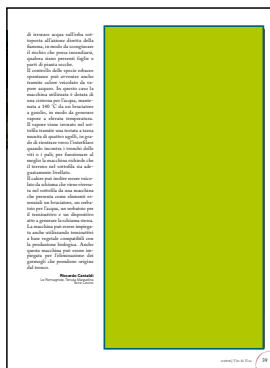 di irrorare acqua sull'erba sot-
toposta all'azione diretta della
fiamma, in modo da scongiurare
il rischio che possa incendiarsi,
qualora siano presenti foglie o
parti di pianta secche.
Il controllo delle specie erbacee
spontanee può avvenire anche
tramite calore veicolato da va-
pore acqueo. In questo caso la
macchina utilizzata è dotata di
una cisterna per l'acqua, mante-
nuta a 140 °C da un bruciatore
a gasolio, in modo da generare
vapore a elevata temperatura.
Il vapore viene irrorato nel sot-
tofila tramite una testata a tazza
munita di quattro ugelli, in gra-
do di rientrare verso l'interfilare
quando incontra i tronchi delle
viti o i pali; per funzionare al
meglio la macchina richiede che
il terreno nel sottofila sia ade-
guatamente livellato.
Il calore può inoltre essere veico-
lato da schiuma che viene riversa-
ta nel sottofila da una macchina
che presenta come elementi es-
senziali un bruciatore, un serba-
toio per l'acqua, un serbatoio per
il tensioattivo e un dispositivo
atto a generare la schiuma stessa.
La macchina può essere impiega-
ta anche utilizzando tensioattivi
a base vegetale compatibili con
la produzione biologica. Anche
questa macchina può essere im-
piegata per l'eliminazione dei
germogli che prendono origine
dal tronco.
Riccardo Castaldi
39